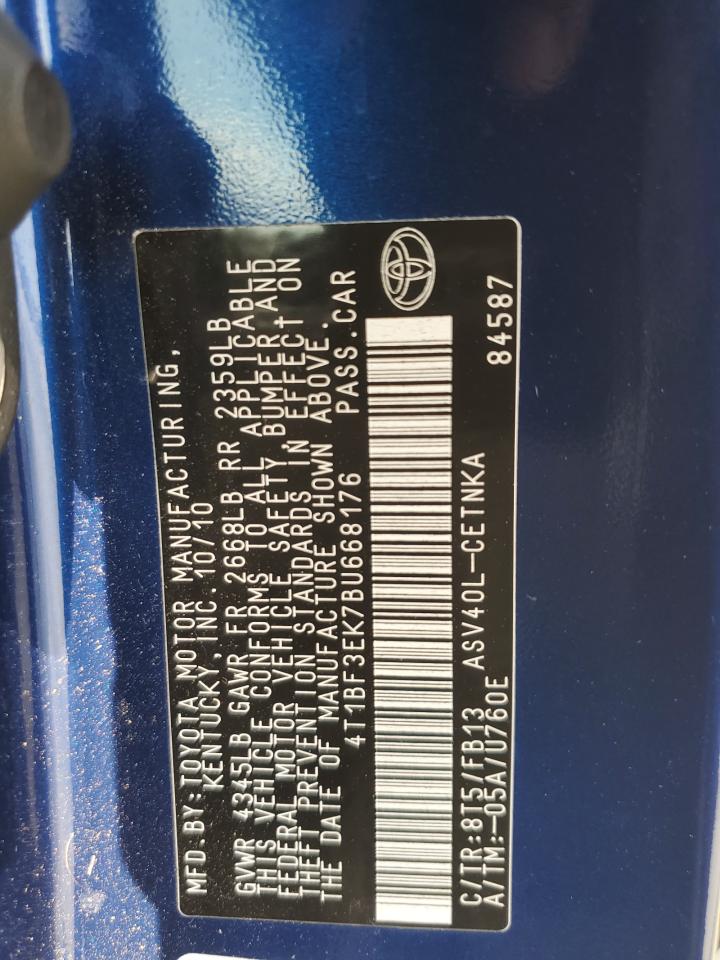 MFD.BY:TOYOTA MOTOR MANUFACTURING,
KENTUCKY, INC.10/10
GVWR 4345LB GAWR FR 2668LB RR 2359LB
THIS VEHICLE CONFORMS TO ALL APPLICABLE
FEDERAL MOTOR VEHICLE SAFETY, BUMPER AND
THEFT PREVENTION STANDARDS IN EFFECT ON
THE DATE OF MANUFACTURE SHOWN ABOVE.
4T1BF3EK7BU668176 PASS.CAR
C/TR:8T5/FB13 ASV40L-CETNKA
A/TM:-05A/U760E 84587